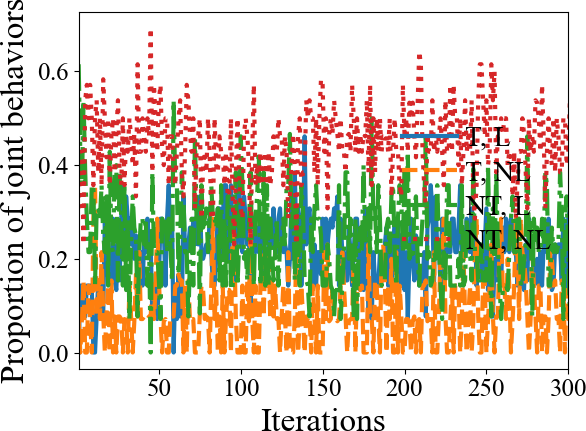 Proportion of joint behaviors
0.6
0.4
0.2
0.0
T, L
T, NL
NT, L
NT, NL
50 100 150 200 250 300
Iterations